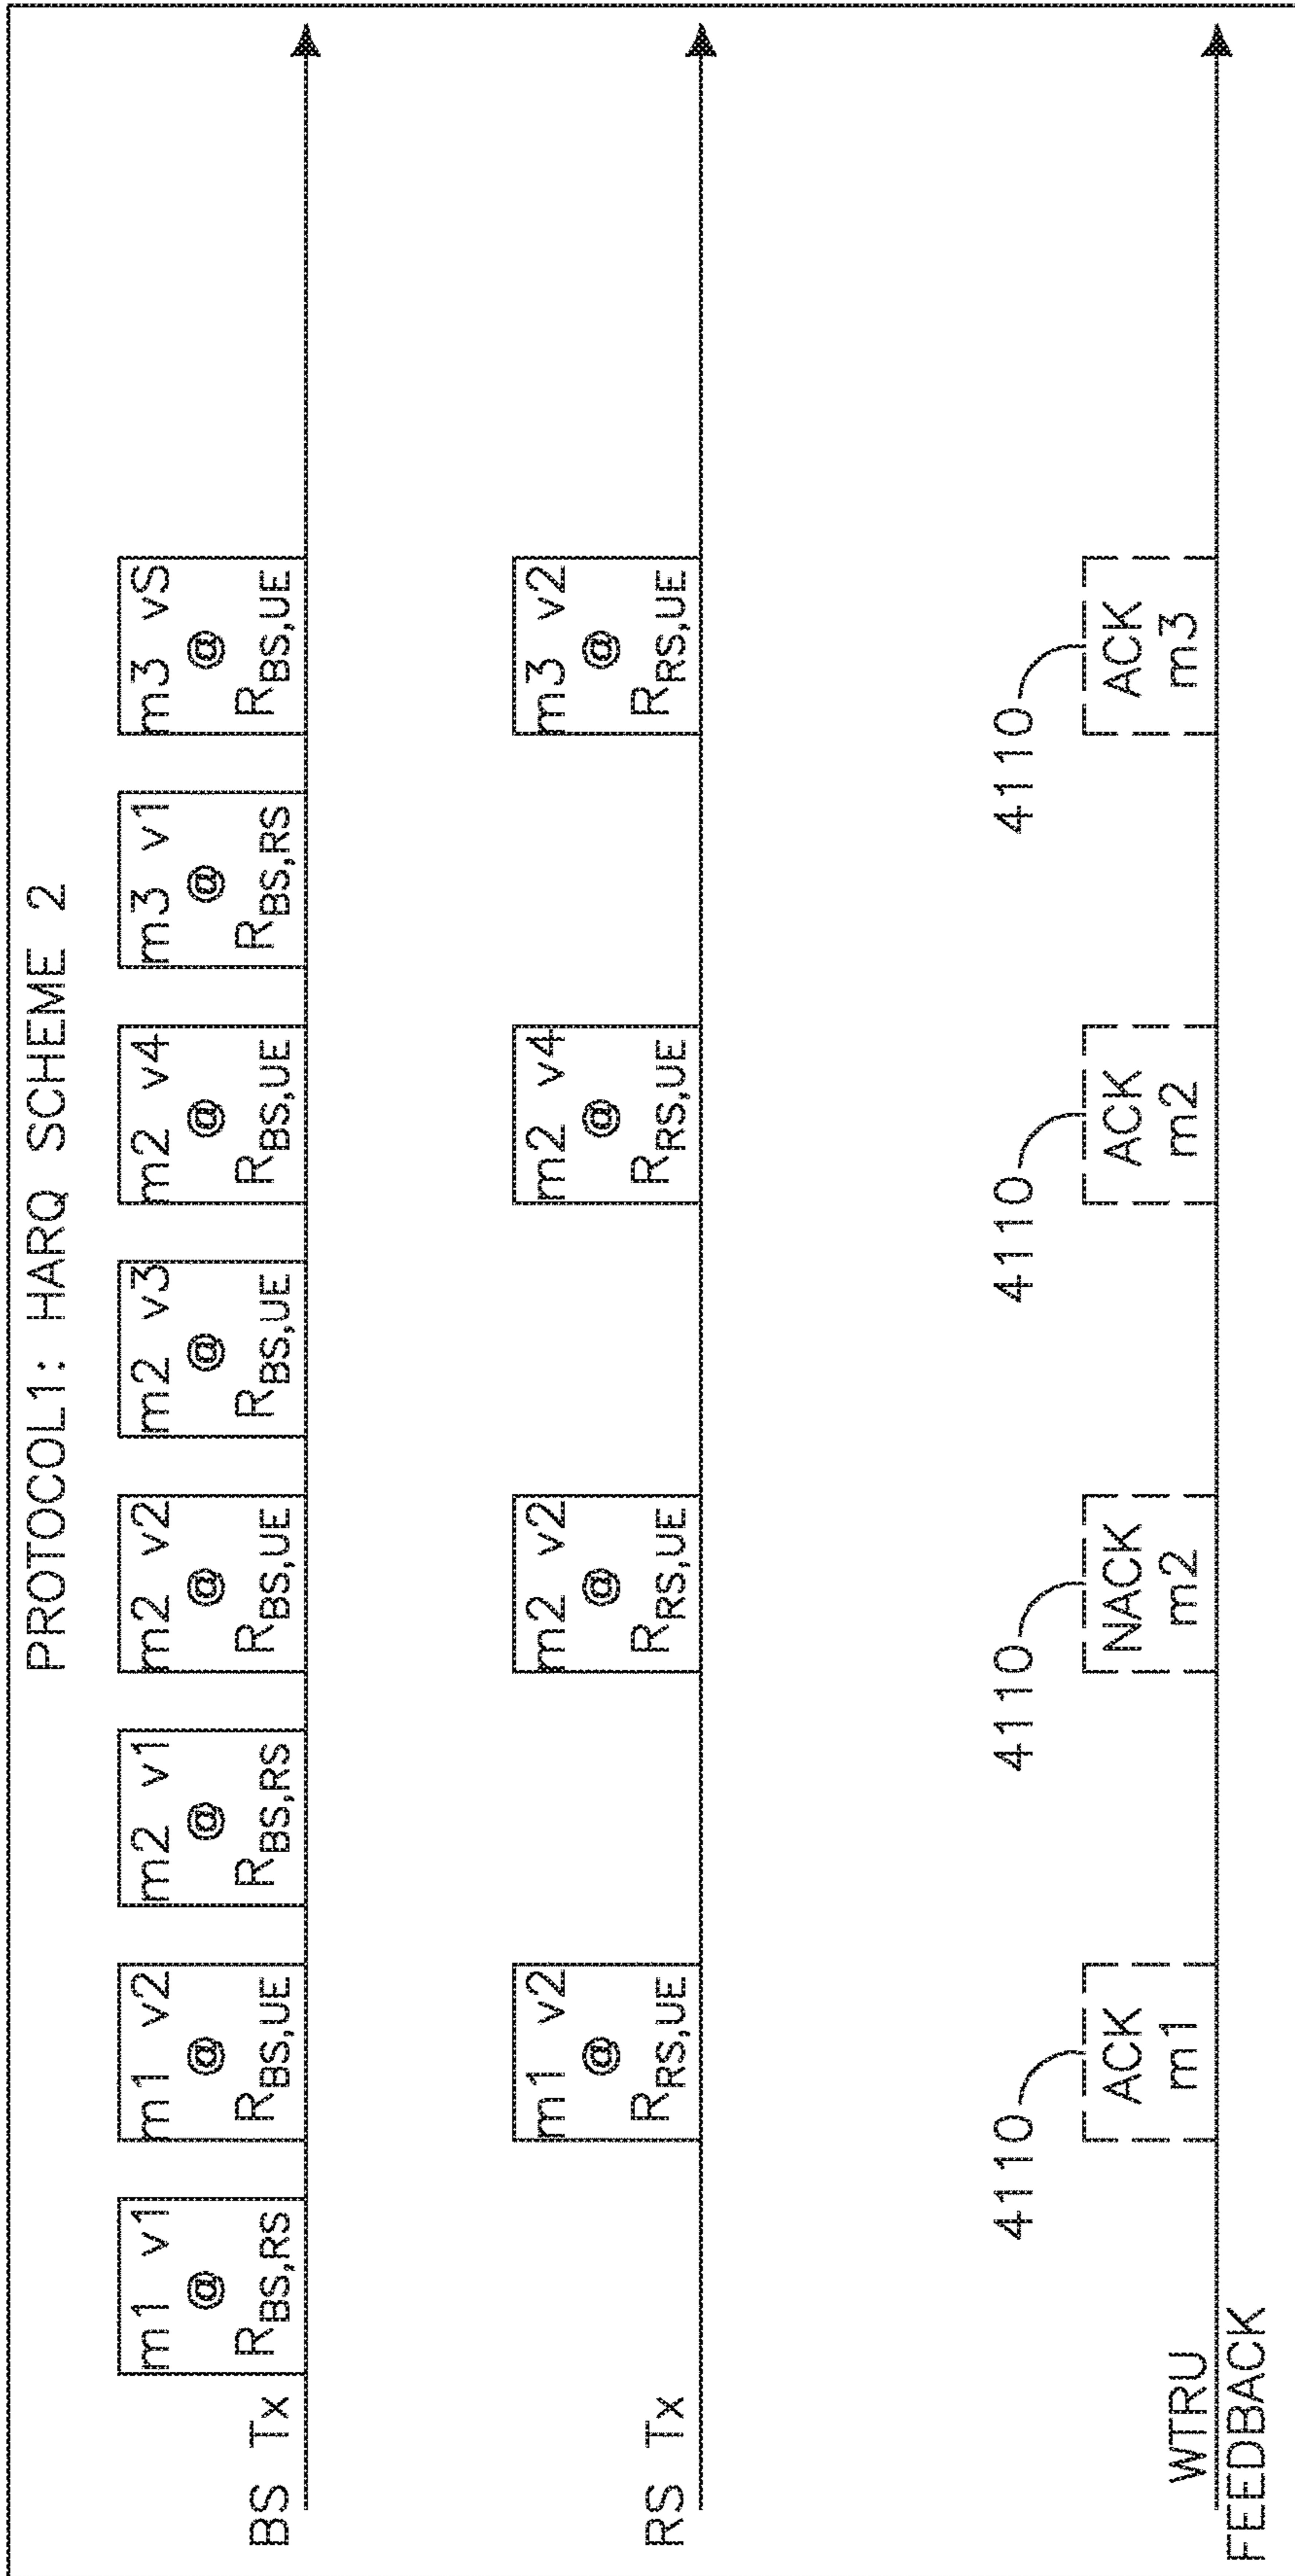 PROTOCOL1: HARQ SCHEME 2
m1 v1
@
RBS,RS
m1 v2
@
RBS,UE
m2 v1
@
RBS,RS
m2 v2
@
RBS,UE
m2 v3
@
RBS,UE
m2 v4
@
RBS,UE
m3 v1
@
RBS,RS
m3 vS
@
RBS,UE
BS Tx
m1 v2
@
RRS,UE
m2 v2
@
RRS,UE
m2 v4
@
RRS,UE
m3 v2
@
RRS,UE
RS Tx
4110
4110
4110
4110
ACK
m1
NACK
m2
ACK
m2
ACK
m3
WTRU
FEEDBACK